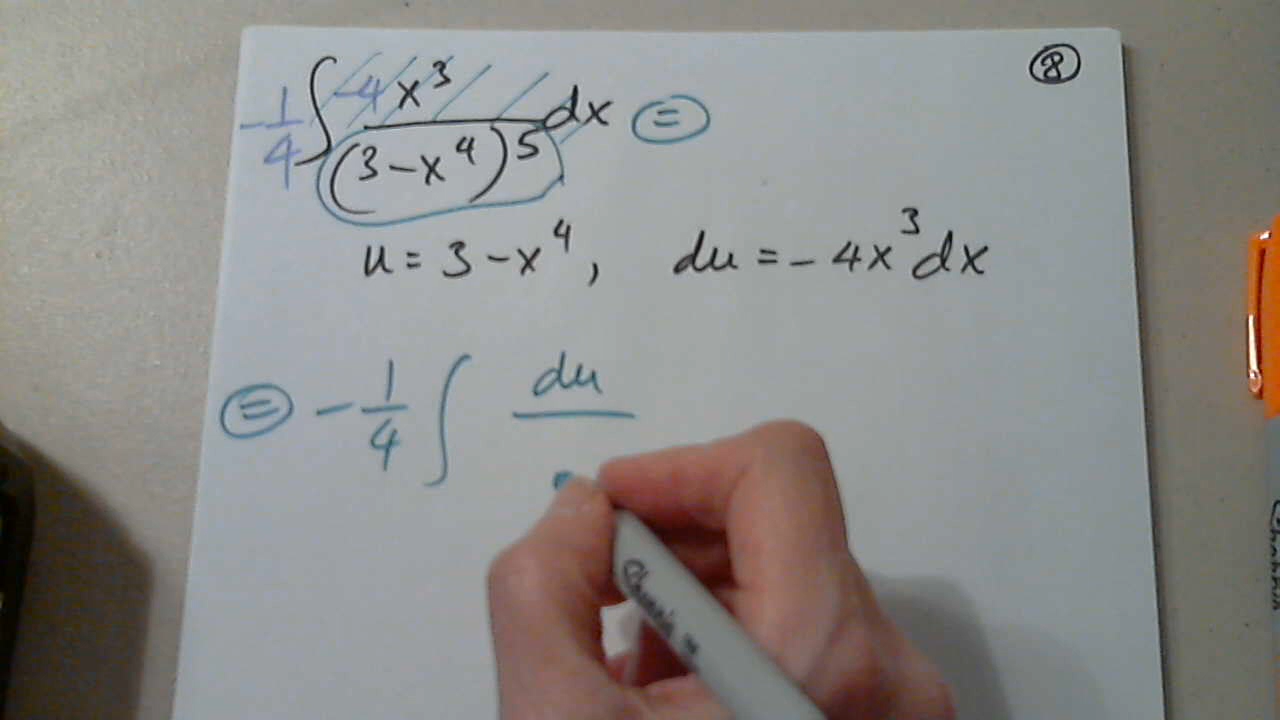 ⑧
-1/4 ∫ -4x³/(3-x⁴)⁵ dx =
u = 3-x⁴, du = -4x³dx
= -1/4 ∫ du/